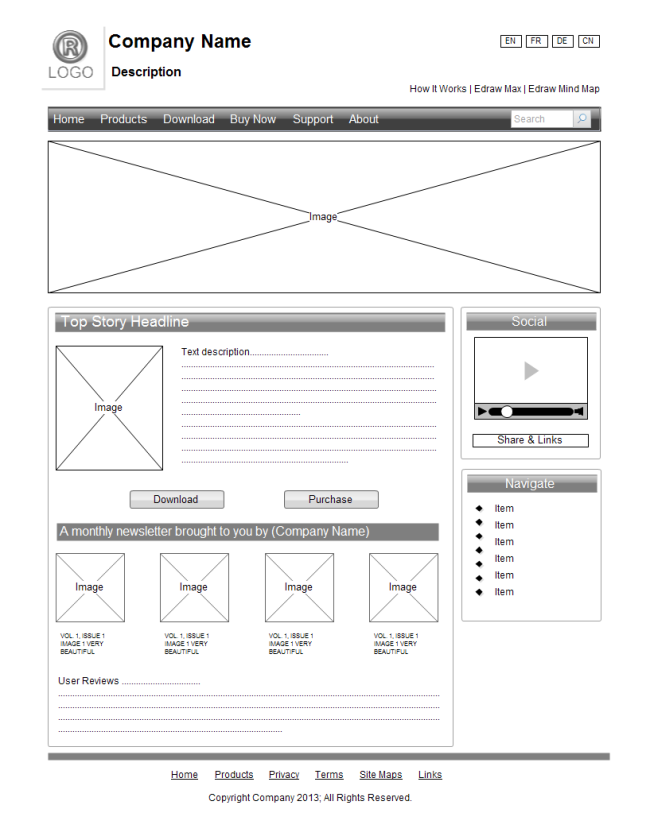 ®
LOGO
Company Name
Description
EN FR DE CN
How It Works | Edraw Max | Edraw Mind Map
Home Products Download Buy Now Support About Search
Image
Top Story Headline
Image
Text description................................
Download Purchase
A monthly newsletter brought to you by (Company Name)
Image Image Image Image
VOL. 1, ISSUE 1 VOL. 1, ISSUE 1 VOL. 1, ISSUE 1 VOL. 1, ISSUE 1
IMAGE 1 VERY IMAGE 1 VERY IMAGE 1 VERY IMAGE 1 VERY
BEAUTIFUL BEAUTIFUL BEAUTIFUL BEAUTIFUL
User Reviews ................................
Social
Share & Links
Navigate
Item
Item
Item
Item
Item
Item
Home Products Privacy Terms Site Maps Links
Copyright Company 2013; All Rights Reserved.